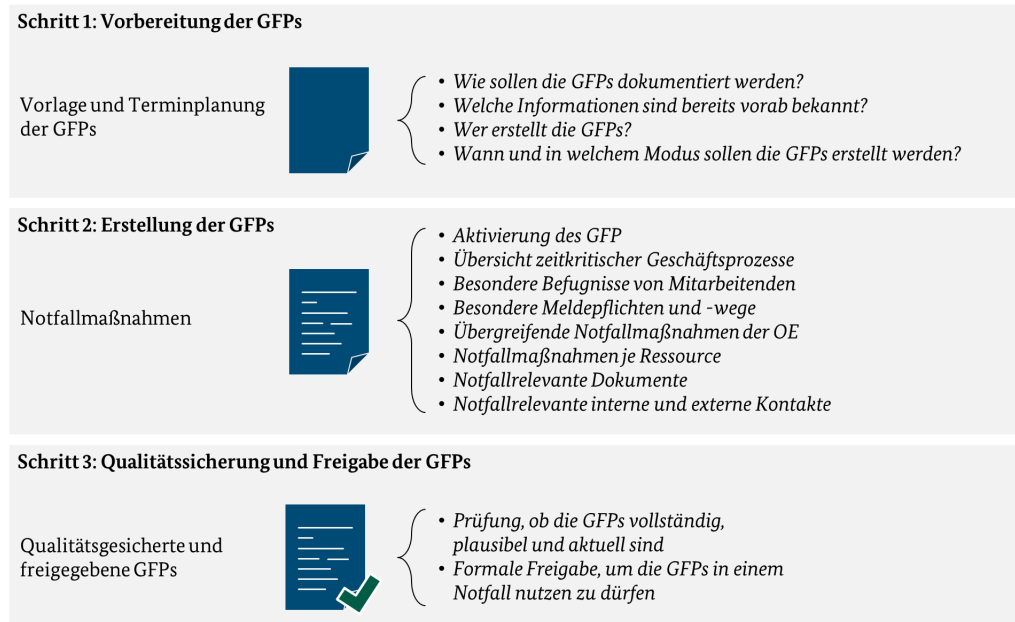 Schritt 1: Vorbereitung der GFPs
Vorlage und Terminplanung
der GFPs
• Wie sollen die GFPs dokumentiert werden?
• Welche Informationen sind bereits vorab bekannt?
• Wer erstellt die GFPs?
• Wann und in welchem Modus sollen die GFPs erstellt werden?
Schritt 2: Erstellung der GFPs
Notfallmaßnahmen
• Aktivierung des GFP
• Übersicht zeitkritischer Geschäftsprozesse
• Besondere Befugnisse von Mitarbeitenden
• Besondere Meldepflichten und -wege
• Übergreifende Notfallmaßnahmen der OE
• Notfallmaßnahmen je Ressource
• Notfallrelevante Dokumente
• Notfallrelevante interne und externe Kontakte
Schritt 3: Qualitätssicherung und Freigabe der GFPs
Qualitätsgesicherte und
freigegebene GFPs
• Prüfung, ob die GFPs vollständig,
plausibel und aktuell sind
• Formale Freigabe, um die GFPs in einem
Notfall nutzen zu dürfen